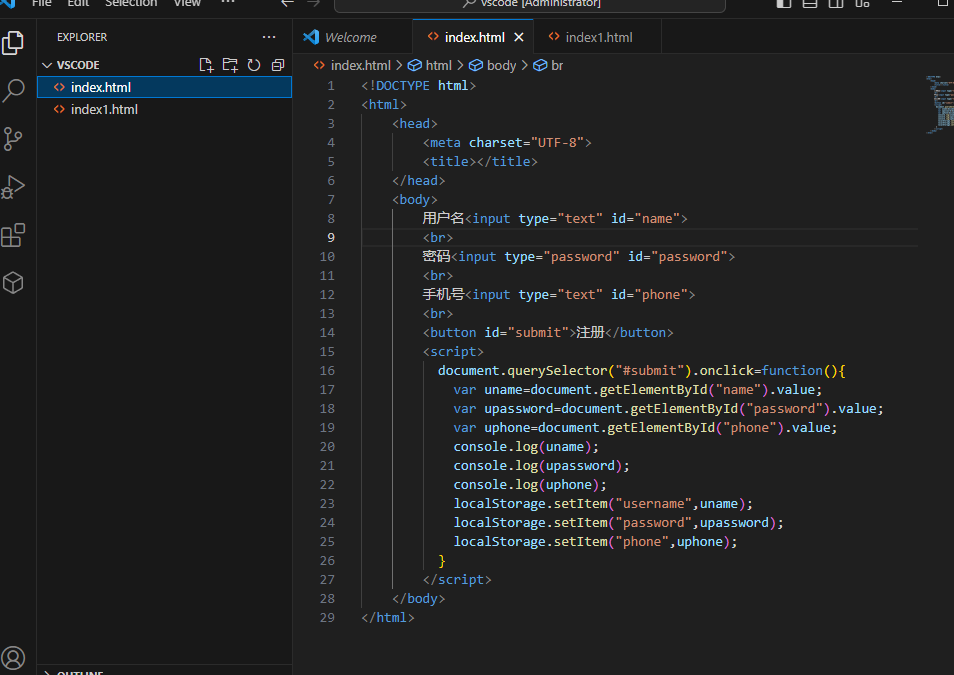 File Edit Selection View ··· vscode [Administrator]
EXPLORER ···
Welcome index.html index1.html
VSCODE
index.html > html > body > br
index.html
index1.html
1 <!DOCTYPE html>
2 <html>
3 <head>
4 <meta charset="UTF-8">
5 <title></title>
6 </head>
7 <body>
8 用户名<input type="text" id="name">
9 <br>
10 密码<input type="password" id="password">
11 <br>
12 手机号<input type="text" id="phone">
13 <br>
14 <button id="submit">注册</button>
15 <script>
16 document.querySelector("#submit").onclick=function(){
17 var uname=document.getElementById("name").value;
18 var upassword=document.getElementById("password").value;
19 var uphone=document.getElementById("phone").value;
20 console.log(uname);
21 console.log(upassword);
22 console.log(uphone);
23 localStorage.setItem("username",uname);
24 localStorage.setItem("password",upassword);
25 localStorage.setItem("phone",uphone);
26 }
27 </script>
28 </body>
29 </html>
OUTLINE